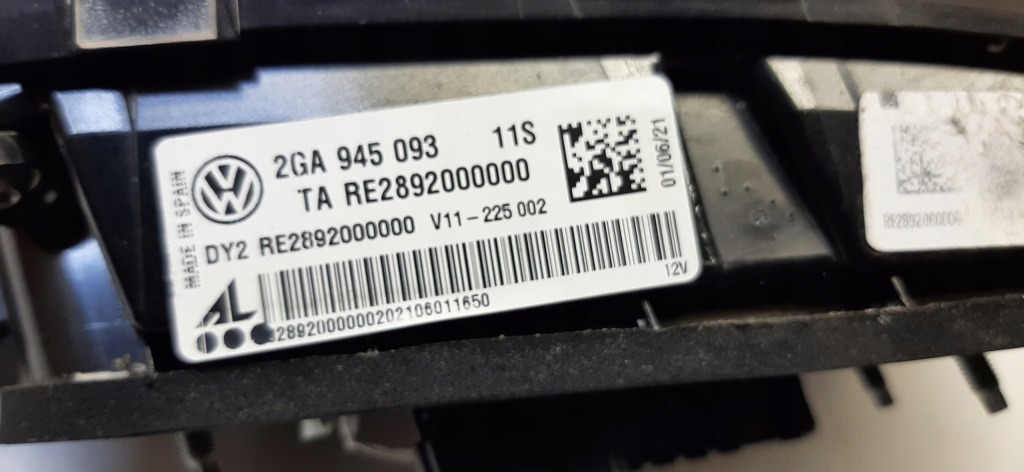 2GA 945 093 11S
TA RE2892000000
DY2 RE2892000000 V11-225 002
MADE IN SPAIN
01/06/21
12V
AL
2892000000202106011650
RE2892000000